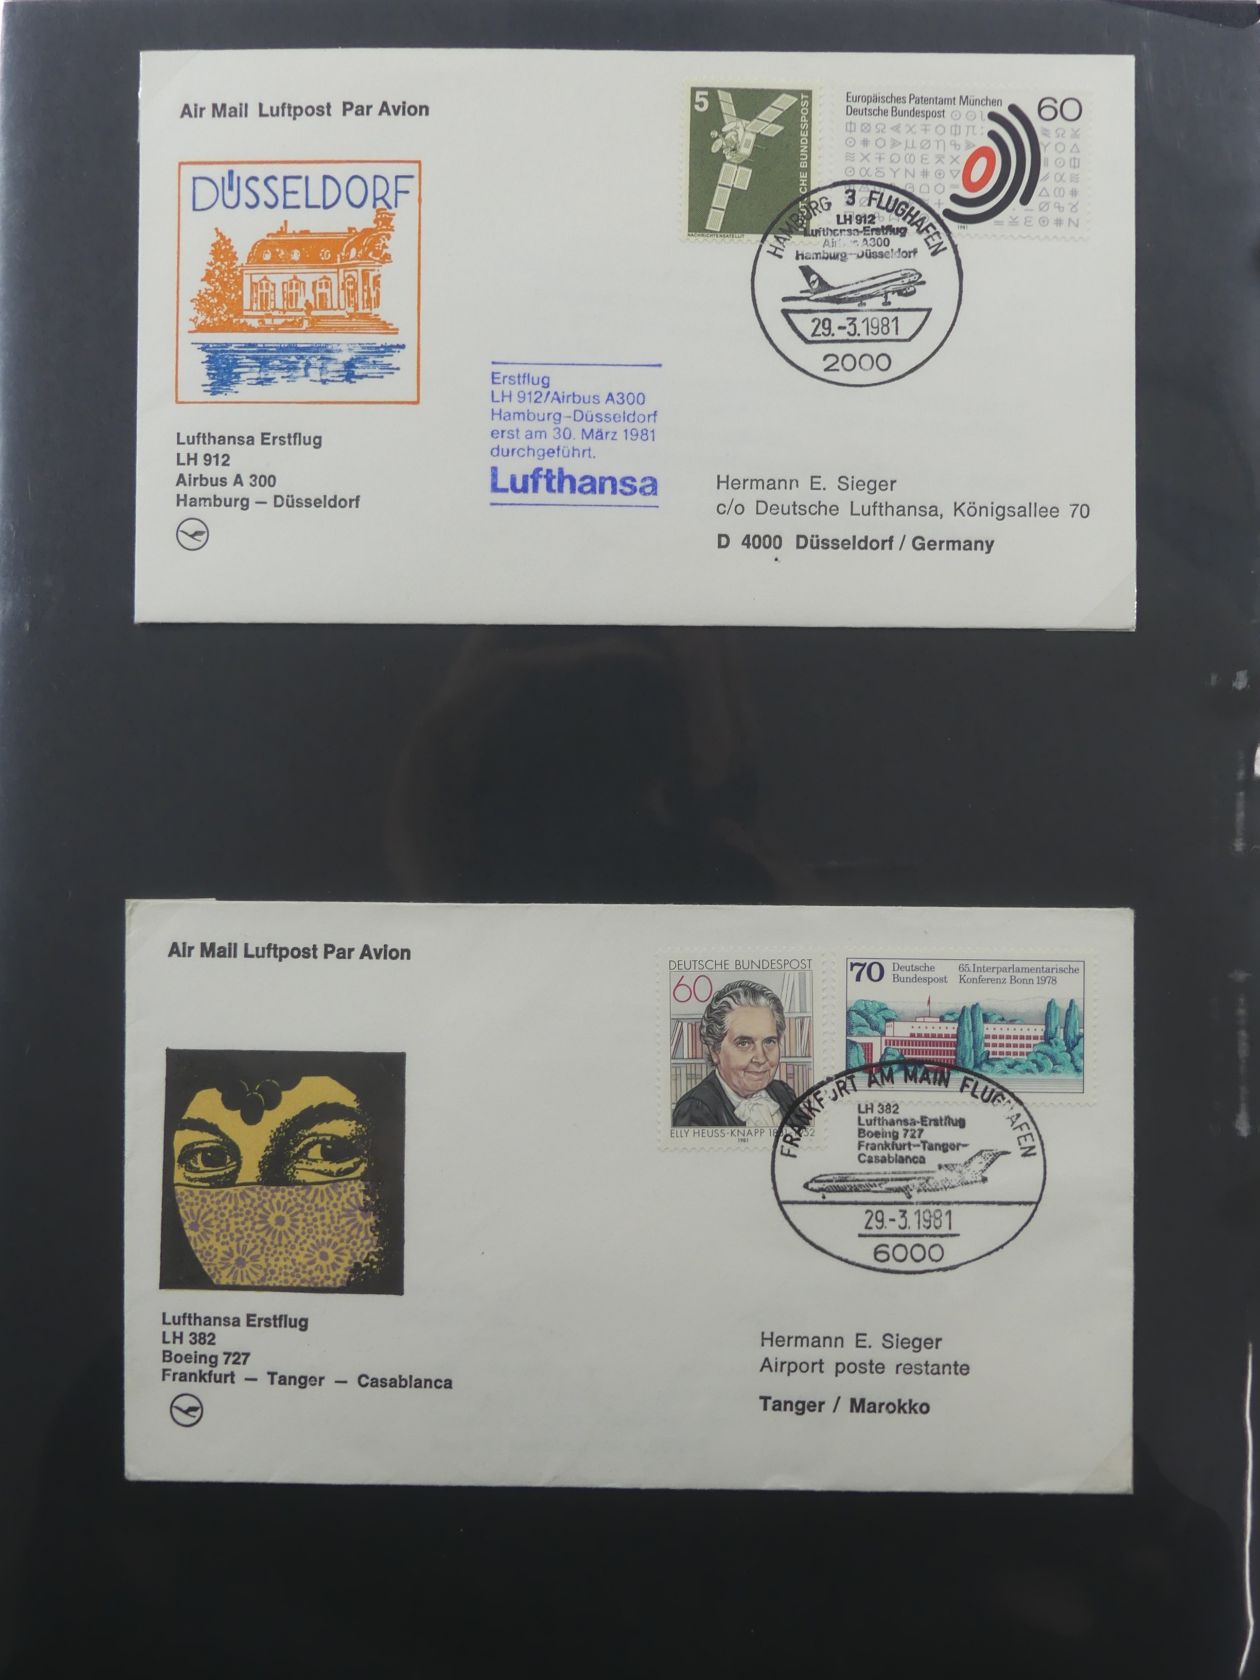 Air Mail Luftpost Par Avion
DÜSSELDORF
Lufthansa Erstflug
LH 912
Airbus A 300
Hamburg – Düsseldorf
Erstflug
LH 912/Airbus A300
Hamburg-Düsseldorf
erst am 30. März 1981
durchgeführt.
Lufthansa
5
DEUTSCHE BUNDESPOST
NACHRICHTENSATELLIT
Europäisches Patentamt München
Deutsche Bundespost
60
1981
HAMBURG 3 FLUGHAFEN
LH 912
Lufthansa-Erstflug
Airbus A300
Hamburg-Düsseldorf
29.-3.1981
2000
Hermann E. Sieger
c/o Deutsche Lufthansa, Königsallee 70
D 4000 Düsseldorf / Germany
Air Mail Luftpost Par Avion
Lufthansa Erstflug
LH 382
Boeing 727
Frankfurt – Tanger – Casablanca
DEUTSCHE BUNDESPOST
60
ELLY HEUSS-KNAPP
1981
70 Deutsche Bundespost
65. Interparlamentarische
Konferenz Bonn 1978
FRANKFURT AM MAIN FLUGHAFEN
LH 382
Lufthansa-Erstflug
Boeing 727
Frankfurt-Tanger-
Casablanca
29.-3.1981
6000
Hermann E. Sieger
Airport poste restante
Tanger / Marokko